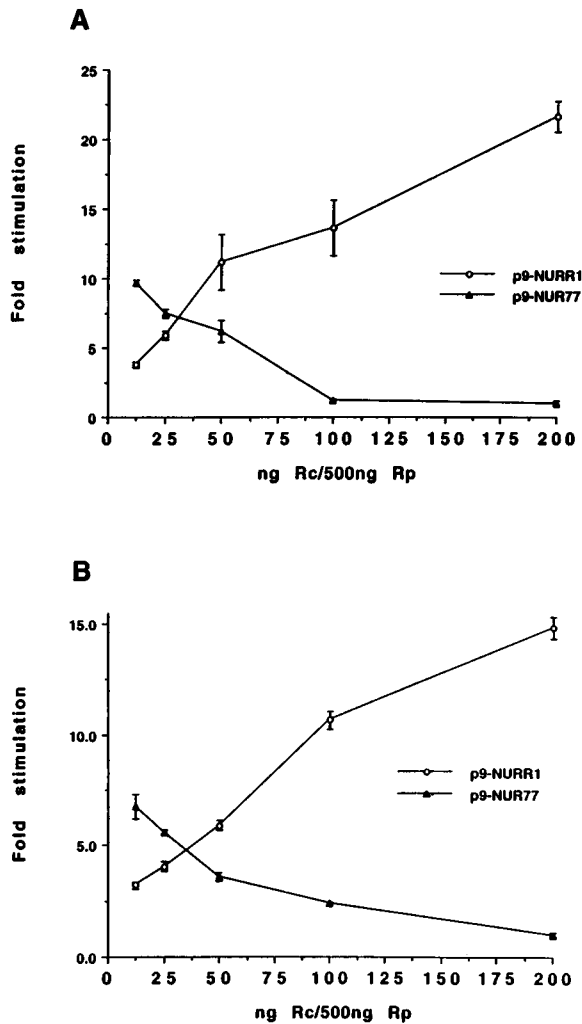 A
25
20
15
10
5
0
Fold stimulation
p9-NURR1
p9-NUR77
0 25 50 75 100 125 150 175 200
ng Rc/500ng Rp
B
15.0
10.0
5.0
0.0
Fold stimulation
p9-NURR1
p9-NUR77
0 25 50 75 100 125 150 175 200
ng Rc/500ng Rp